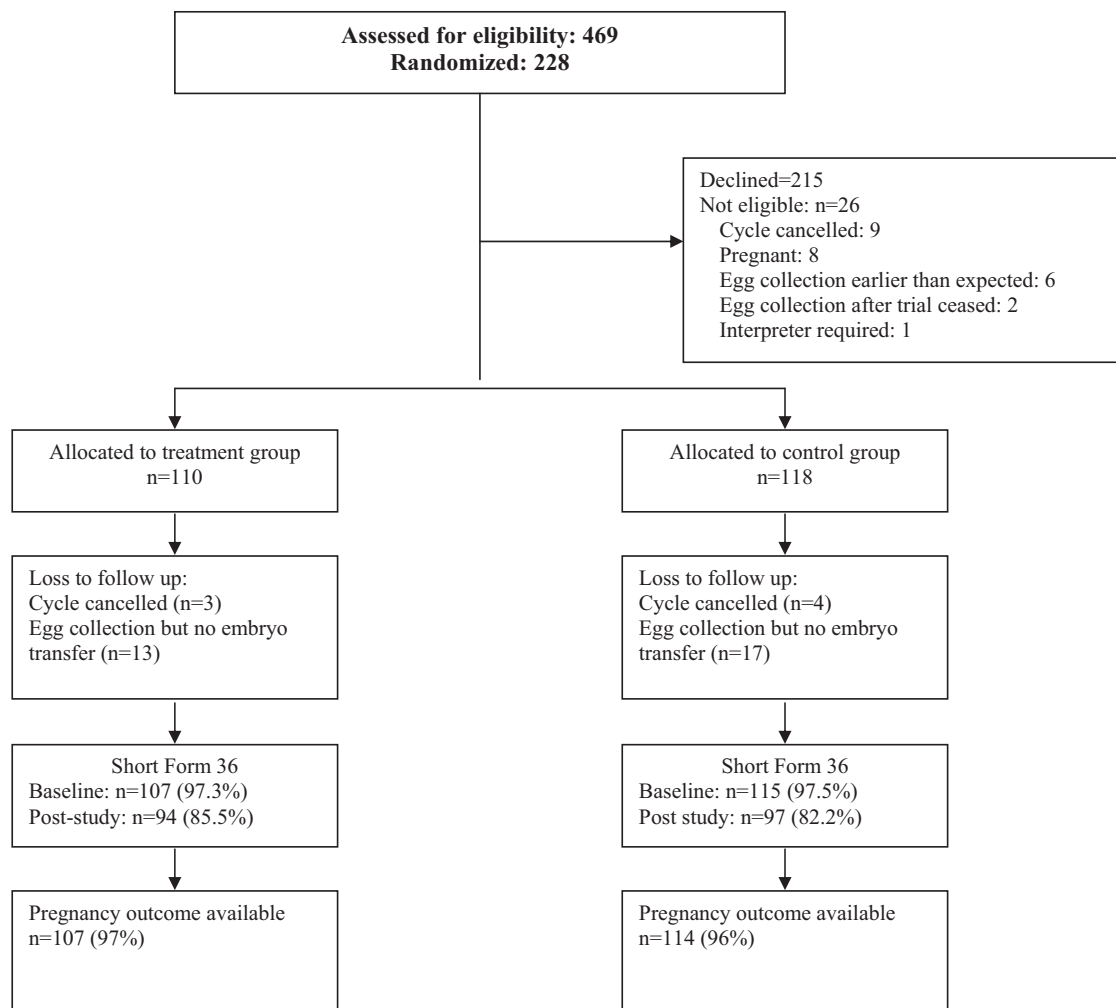 Assessed for eligibility: 469
Randomized: 228
Declined=215
Not eligible: n=26
Cycle cancelled: 9
Pregnant: 8
Egg collection earlier than expected: 6
Egg collection after trial ceased: 2
Interpreter required: 1
Allocated to treatment group
n=110
Allocated to control group
n=118
Loss to follow up:
Cycle cancelled (n=3)
Egg collection but no embryo
transfer (n=13)
Loss to follow up:
Cycle cancelled (n=4)
Egg collection but no embryo
transfer (n=17)
Short Form 36
Baseline: n=107 (97.3%)
Post-study: n=94 (85.5%)
Short Form 36
Baseline: n=115 (97.5%)
Post study: n=97 (82.2%)
Pregnancy outcome available
n=107 (97%)
Pregnancy outcome available
n=114 (96%)